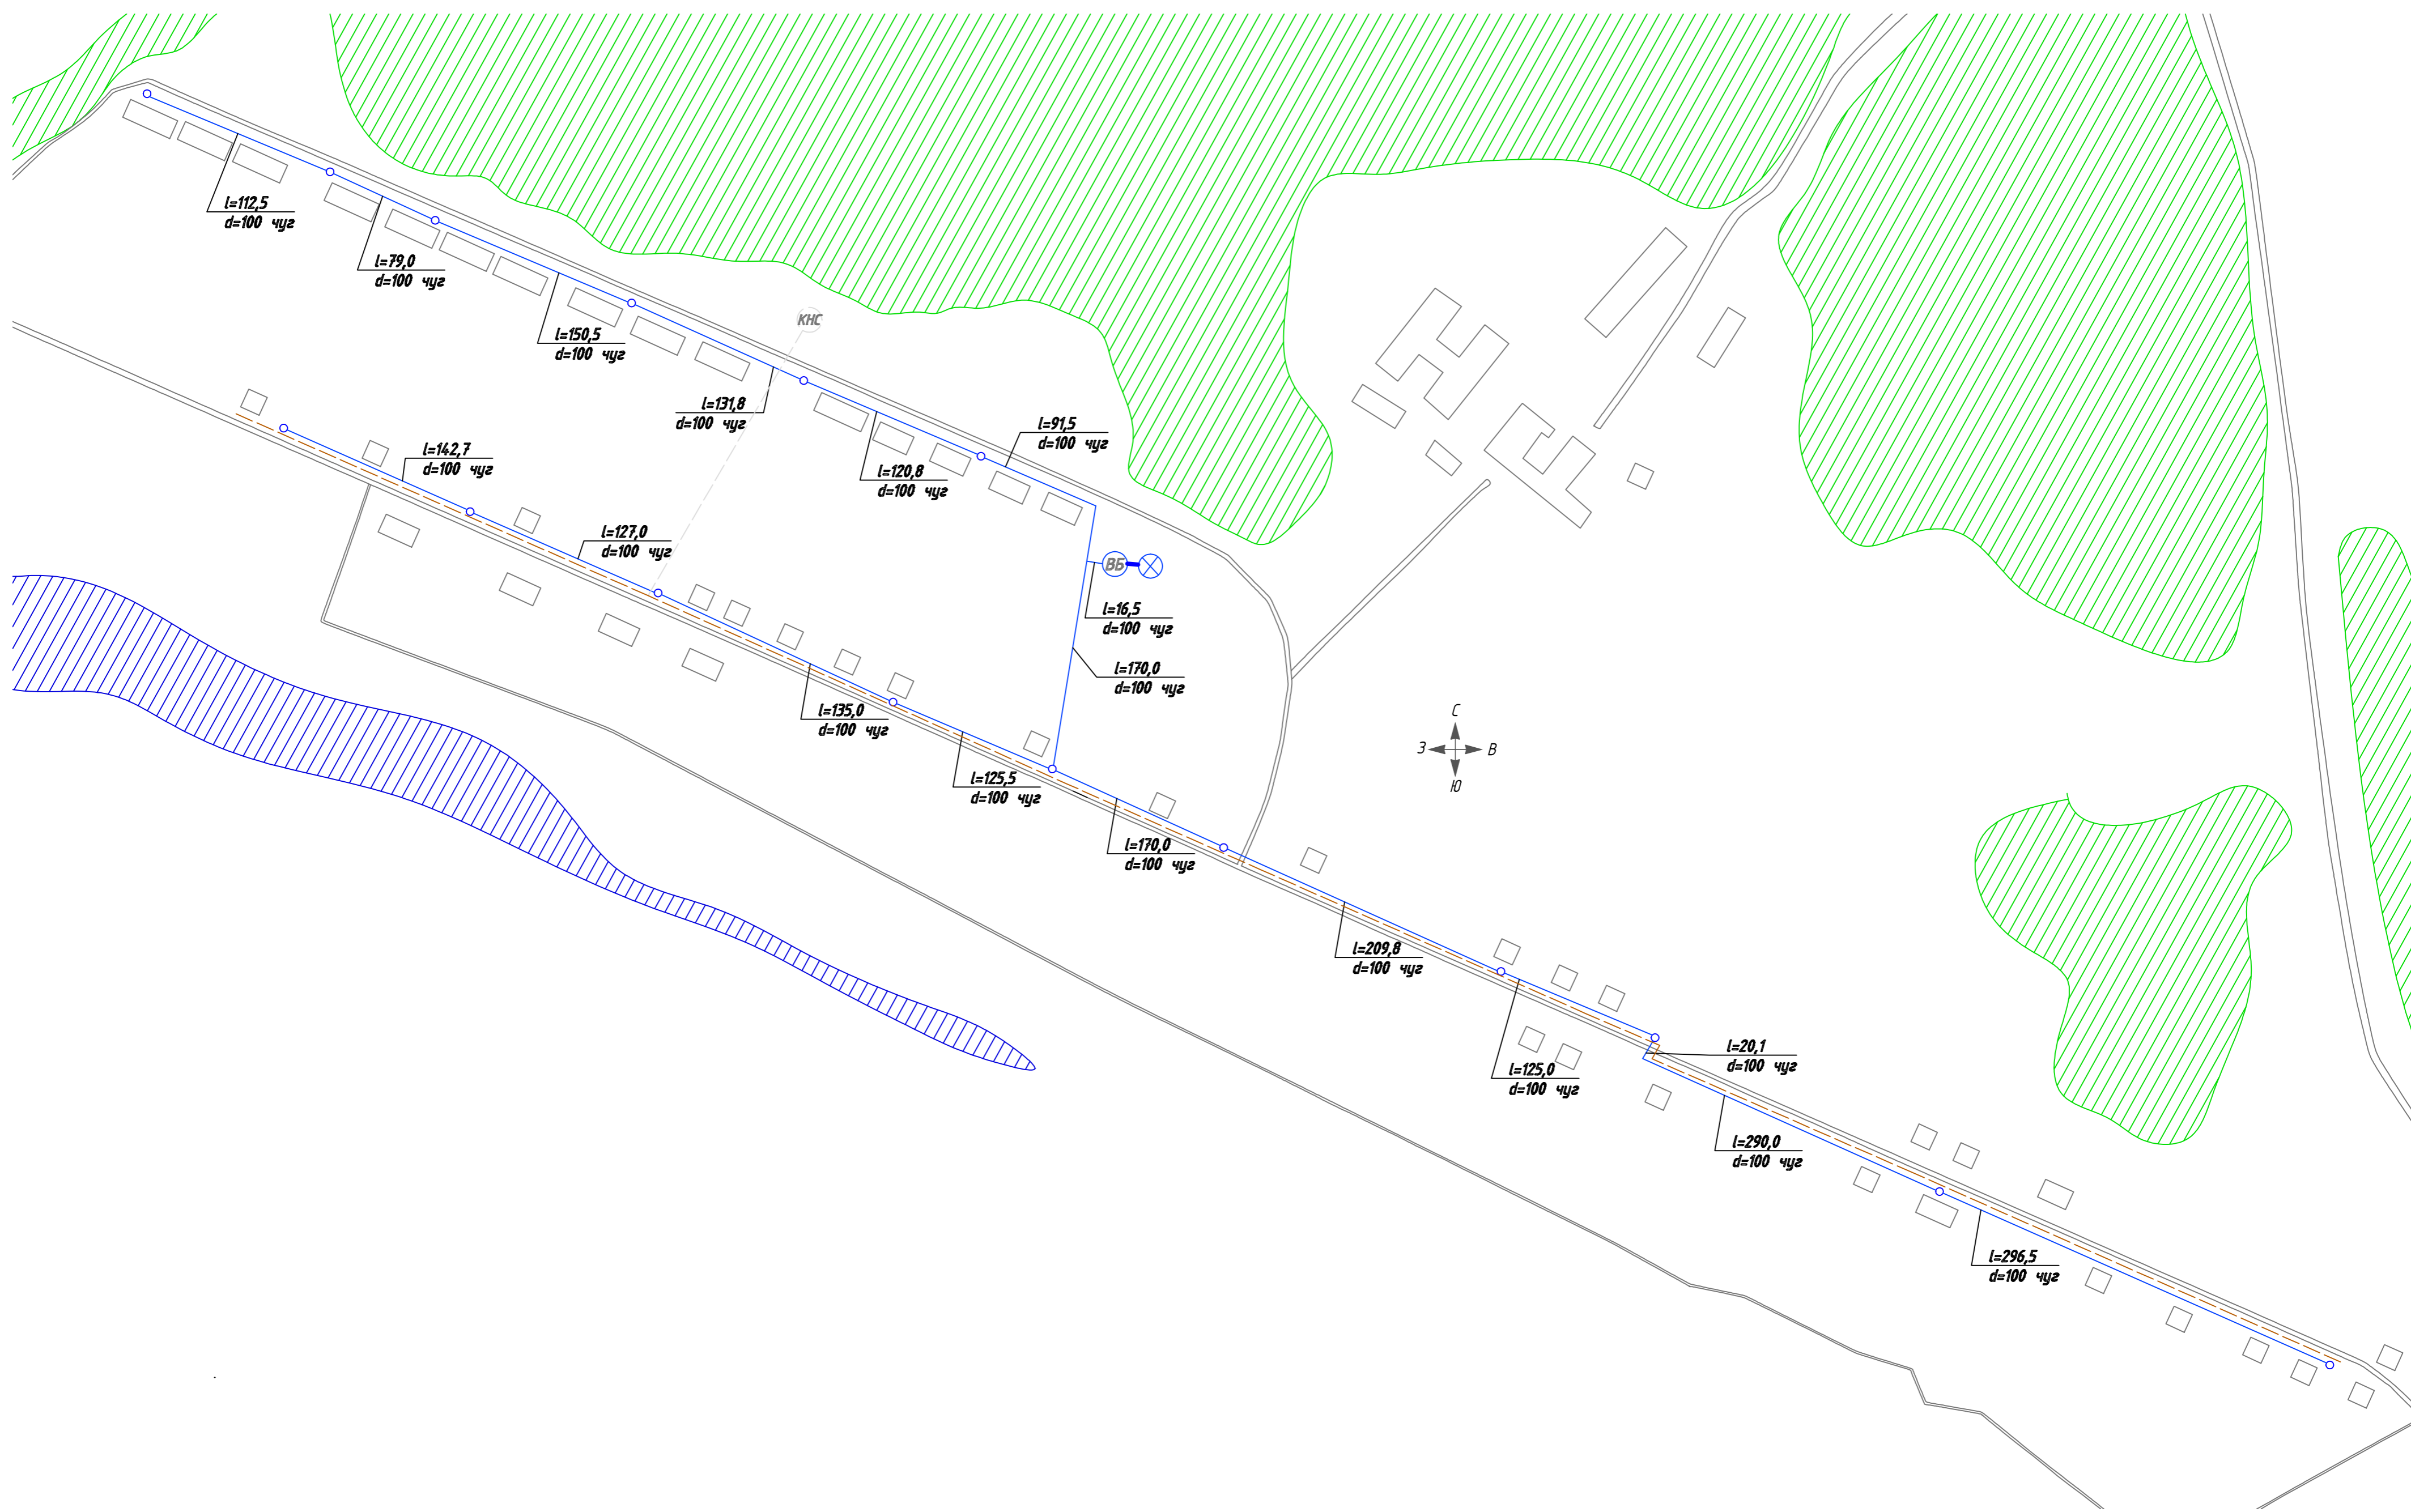 l=112,5
d=100 чуг
l=79,0
d=100 чуг
КНС
l=150,5
d=100 чуг
l=131,8
d=100 чуг
l=91,5
d=100 чуг
l=142,7
d=100 чуг
l=120,8
d=100 чуг
l=127,0
d=100 чуг
ВБ
l=16,5
d=100 чуг
l=170,0
d=100 чуг
l=135,0
d=100 чуг
С
З В
Ю
l=125,5
d=100 чуг
l=170,0
d=100 чуг
l=209,8
d=100 чуг
l=20,1
d=100 чуг
l=125,0
d=100 чуг
l=290,0
d=100 чуг
l=296,5
d=100 чуг